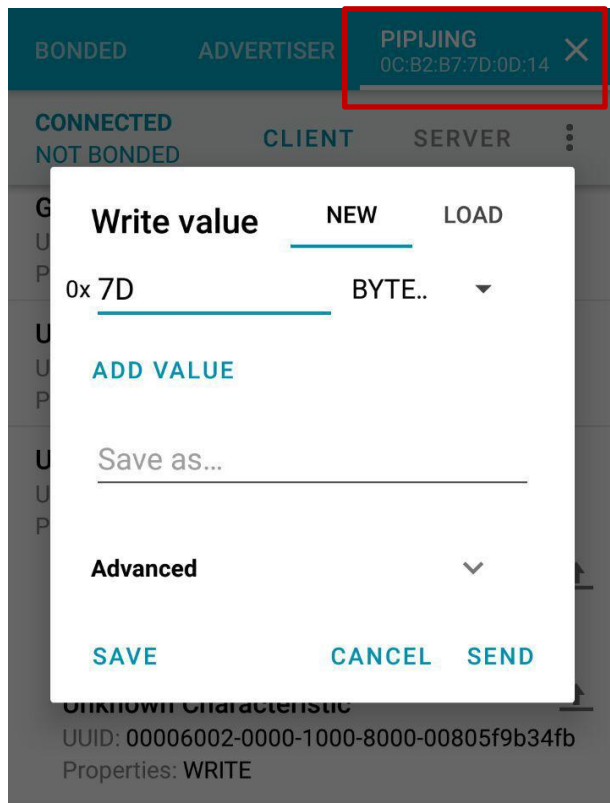 BONDED ADVERTISER PIPIJING
0C:B2:B7:7D:0D:14
CONNECTED
NOT BONDED
CLIENT SERVER
G
U
P
Write value NEW LOAD
0x 7D BYTE..
U
U
P
ADD VALUE
U
U
P
Save as...
Advanced
SAVE CANCEL SEND
Unknown Characteristic
UUID: 00006002-0000-1000-8000-00805f9b34fb
Properties: WRITE